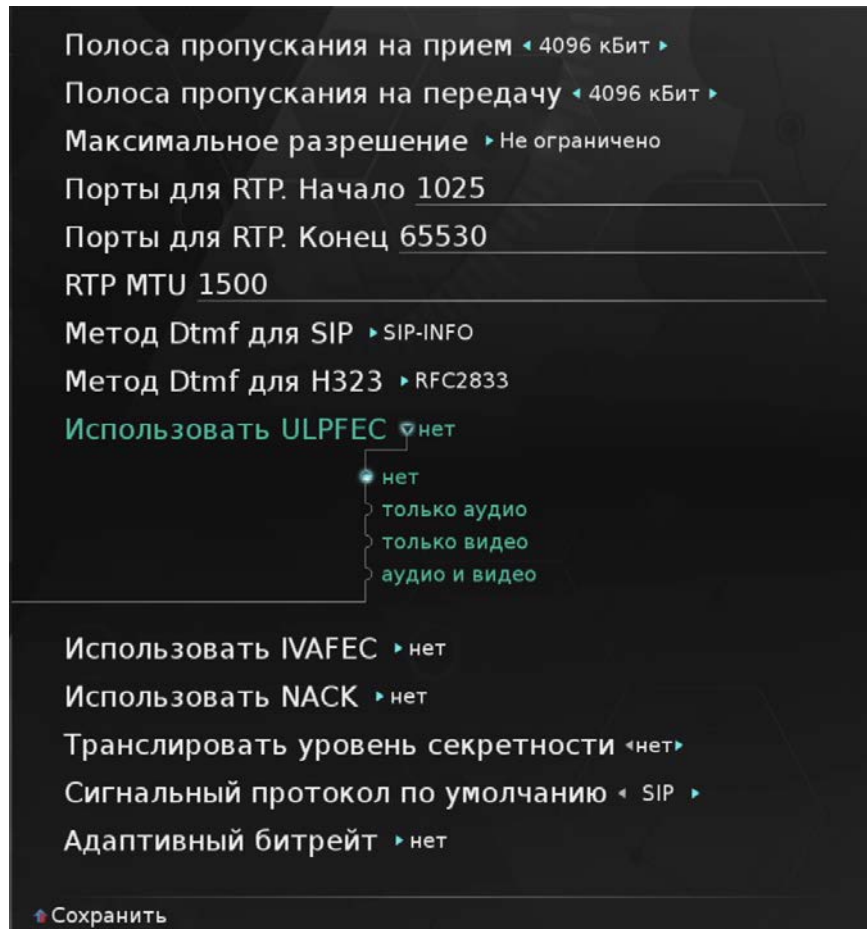 Полоса пропускания на прием 4096 кБит
Полоса пропускания на передачу 4096 кБит
Максимальное разрешение Не ограничено
Порты для RTP. Начало 1025
Порты для RTP. Конец 65530
RTP MTU 1500
Метод Dtmf для SIP SIP-INFO
Метод Dtmf для H323 RFC2833
Использовать ULPFEC нет
нет
только аудио
только видео
аудио и видео
Использовать IVAFEC нет
Использовать NACK нет
Транслировать уровень секретности нет
Сигнальный протокол по умолчанию SIP
Адаптивный битрейт нет
Сохранить